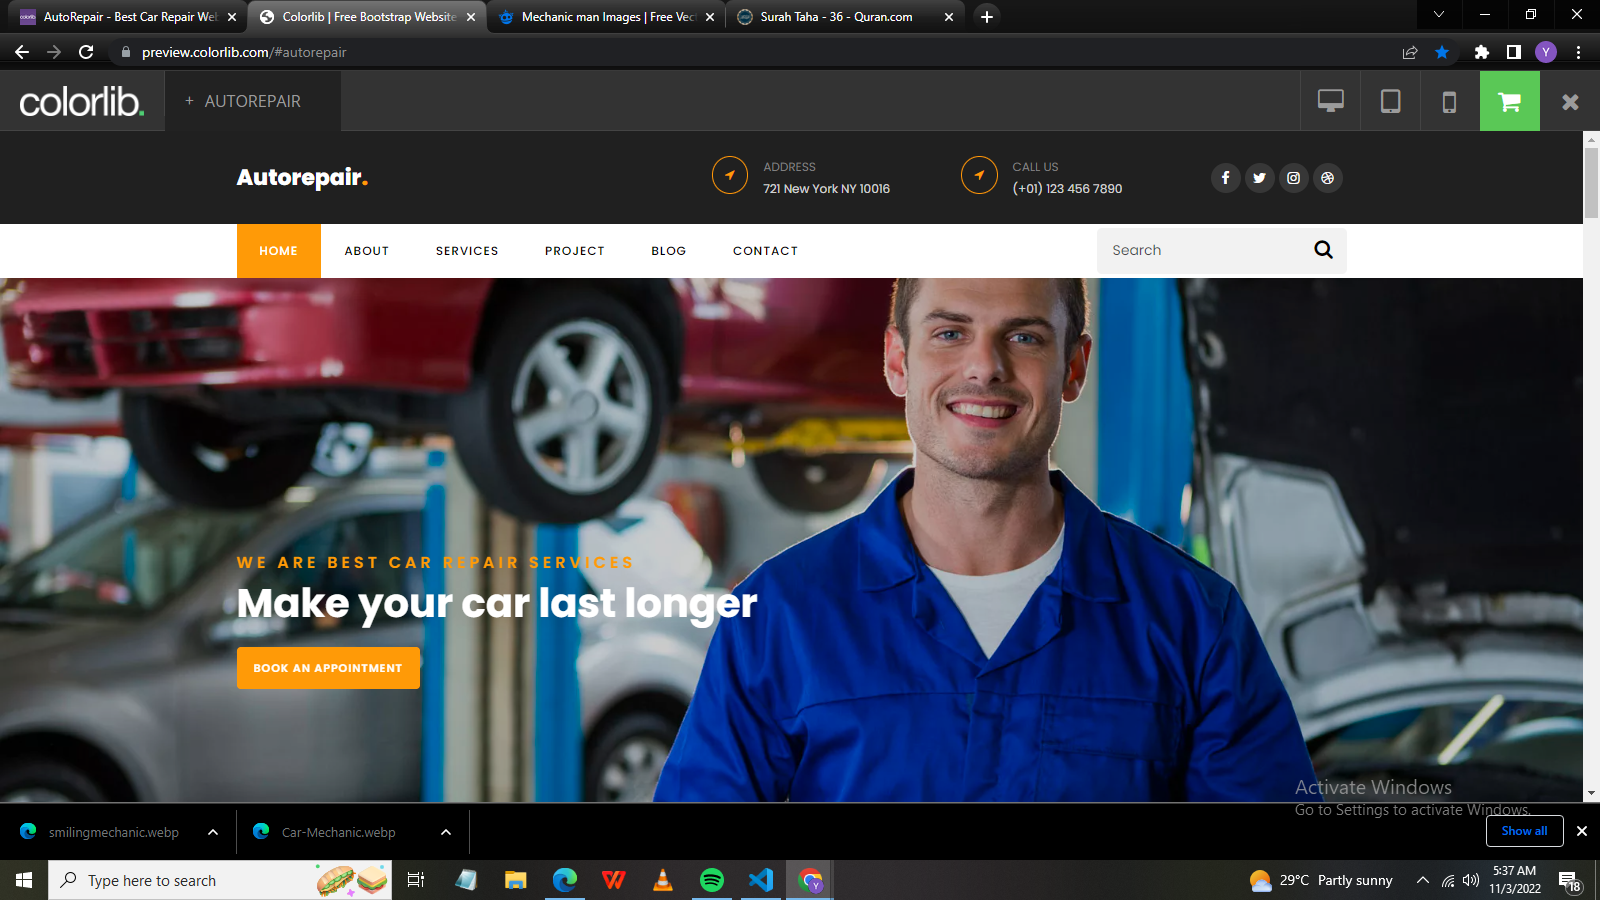 AutoRepair - Best Car Repair Web
Colorlib | Free Bootstrap Website
Mechanic man Images | Free Vect
Surah Taha - 36 - Quran.com
preview.colorlib.com/#autorepair
Y
colorlib.
+ AUTOREPAIR
Autorepair.
ADDRESS
721 New York NY 10016
CALL US
(+01) 123 456 7890
HOME
ABOUT
SERVICES
PROJECT
BLOG
CONTACT
Search
WE ARE BEST CAR REPAIR SERVICES
Make your car last longer
BOOK AN APPOINTMENT
Activate Windows
Go to Settings to activate Windows.
smilingmechanic.webp
Car-Mechanic.webp
Show all
Type here to search
29°C Partly sunny
5:37 AM
11/3/2022
18